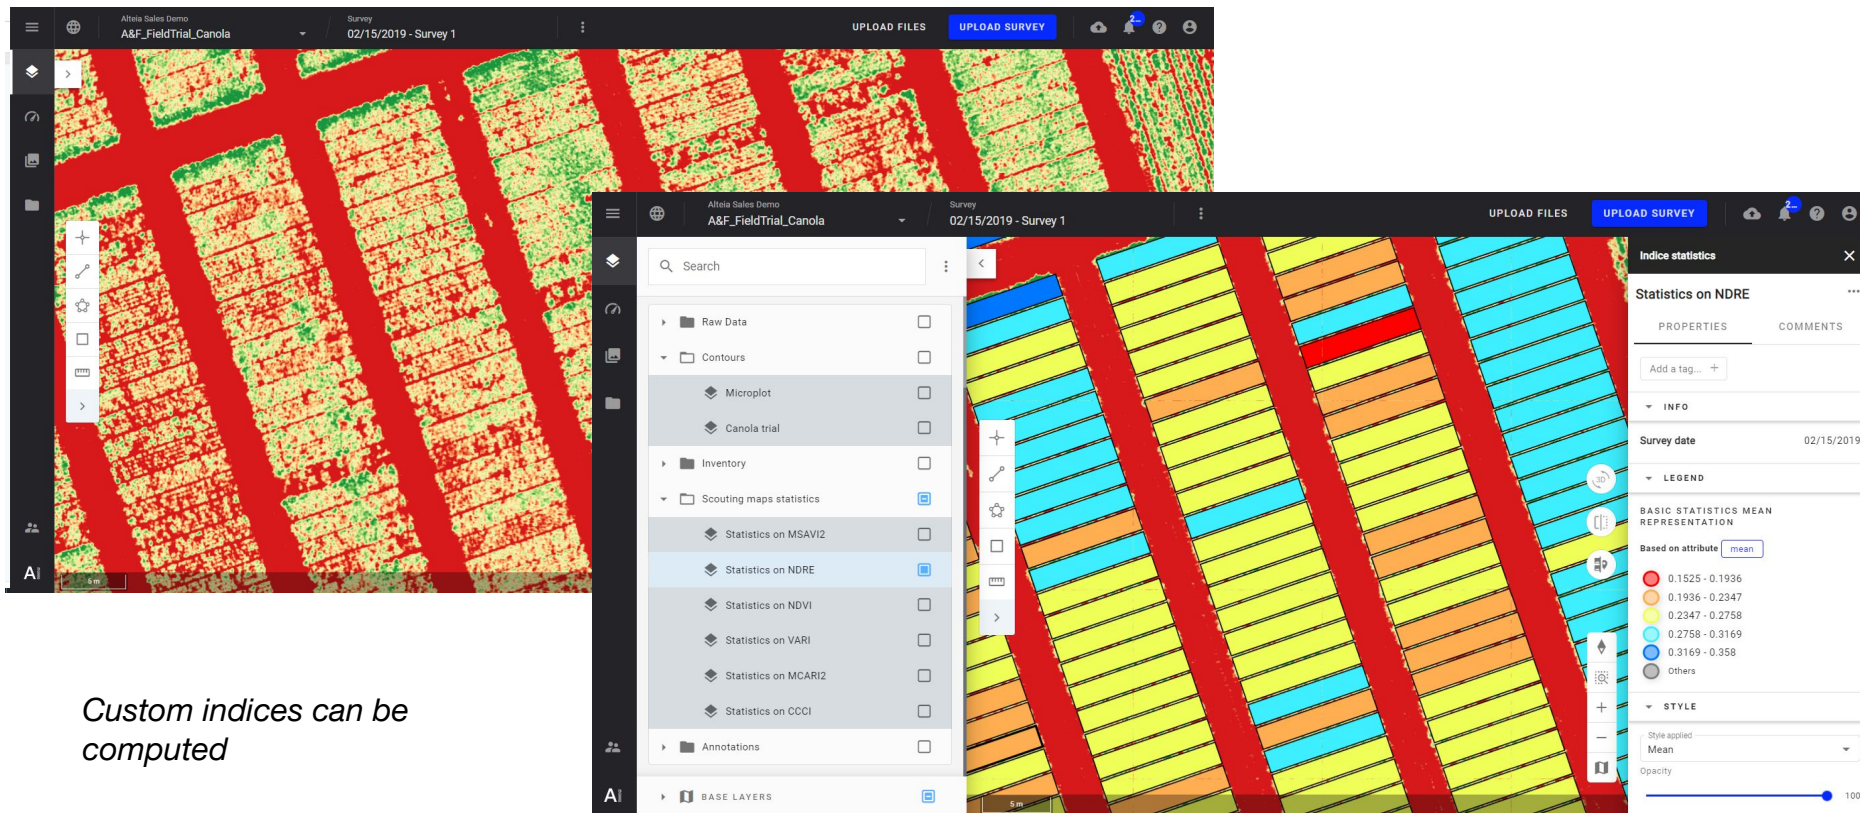 Alteia Sales Demo
A&F_FieldTrial_Canola
Survey
02/15/2019 - Survey 1
UPLOAD FILES
UPLOAD SURVEY
2...
5 m
Custom indices can be
computed
Alteia Sales Demo
A&F_FieldTrial_Canola
Survey
02/15/2019 - Survey 1
UPLOAD FILES
UPLOAD SURVEY
2...
Search
Raw Data
Contours
Microplot
Canola trial
Inventory
Scouting maps statistics
Statistics on MSAVI2
Statistics on NDRE
Statistics on NDVI
Statistics on VARI
Statistics on MCARI2
Statistics on CCCI
Annotations
BASE LAYERS
5 m
3D
Indice statistics
Statistics on NDRE
PROPERTIES COMMENTS
Add a tag... +
INFO
Survey date 02/15/2019
LEGEND
BASIC STATISTICS MEAN
REPRESENTATION
Based on attribute mean
0.1525 - 0.1936
0.1936 - 0.2347
0.2347 - 0.2758
0.2758 - 0.3169
0.3169 - 0.358
Others
STYLE
Style applied
Mean
Opacity
100